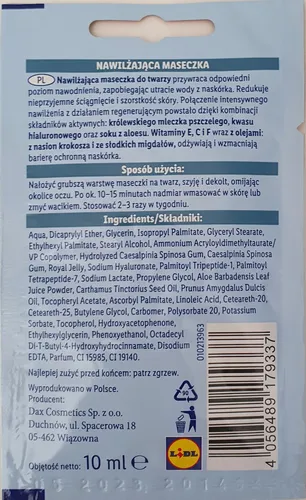 NAWILŻAJĄCA MASECZKA
PL Nawilżająca maseczka do twarzy przywraca odpowiedni
poziom nawodnienia, zapobiegając utracie wody z naskórka. Redukuje
nieprzyjemne ściągnięcie i szorstkość skóry. Połączenie intensywnego
nawilżenia z działaniem regenerującym powstało dzięki kombinacji
składników aktywnych: królewskiego mleczka pszczelego, kwasu
hialuronowego oraz soku z aloesu. Witaminy E, C i F wraz z olejami:
z nasion krokosza i ze słodkich migdałów, odżywiają i wzmacniają
barierę ochronną naskórka.
Sposób użycia:
Nałożyć grubszą warstwę maseczki na twarz, szyję i dekolt, omijając
okolice oczu. Po 10–15 minutach nadmiar wmasować w skórę lub
zmyć wacikiem. Stosować 2–3 razy w tygodniu.
Ingredients/Składniki:
Aqua, Dicaprylyl Ether, Glycerin, Isopropyl Palmitate, Glyceryl Stearate,
Ethylhexyl Palmitate, Stearyl Alcohol, Ammonium Acryloyldimethyltaurate/
VP Copolymer, Hydrolyzed Caesalpinia Spinosa Gum, Caesalpinia Spinosa
Gum, Royal Jelly, Sodium Hyaluronate, Palmitoyl Tripeptide-1, Palmitoyl
Tetrapeptide-7, Sodium Lactate, Propylene Glycol, Aloe Barbadensis Leaf
Juice Powder, Carthamus Tinctorius Seed Oil, Prunus Amygdalus Dulcis
Oil, Tocopheryl Acetate, Ascorbyl Palmitate, Linoleic Acid, Ceteareth-20,
Ceteareth-25, Butylene Glycol, Carbomer, Polysorbate 20, Potassium
Sorbate, Tocopherol, Hydroxyacetophenone,
Ethylhexylglycerin, Phenoxyethanol, Octadecyl
Di-T-Butyl-4-Hydroxyhydrocinnamate, Disodium
EDTA, Parfum, CI 15985, CI 19140.
Najlepiej zużyć przed końcem: patrz zgrzew.
Wyprodukowano w Polsce.
Producent:
Dax Cosmetics Sp. z o.o.
Duchnów, ul. Spacerowa 18
05-462 Wiązowna
Objętość netto: 10 ml e
010213963
90
LIDL
4 056489 179337